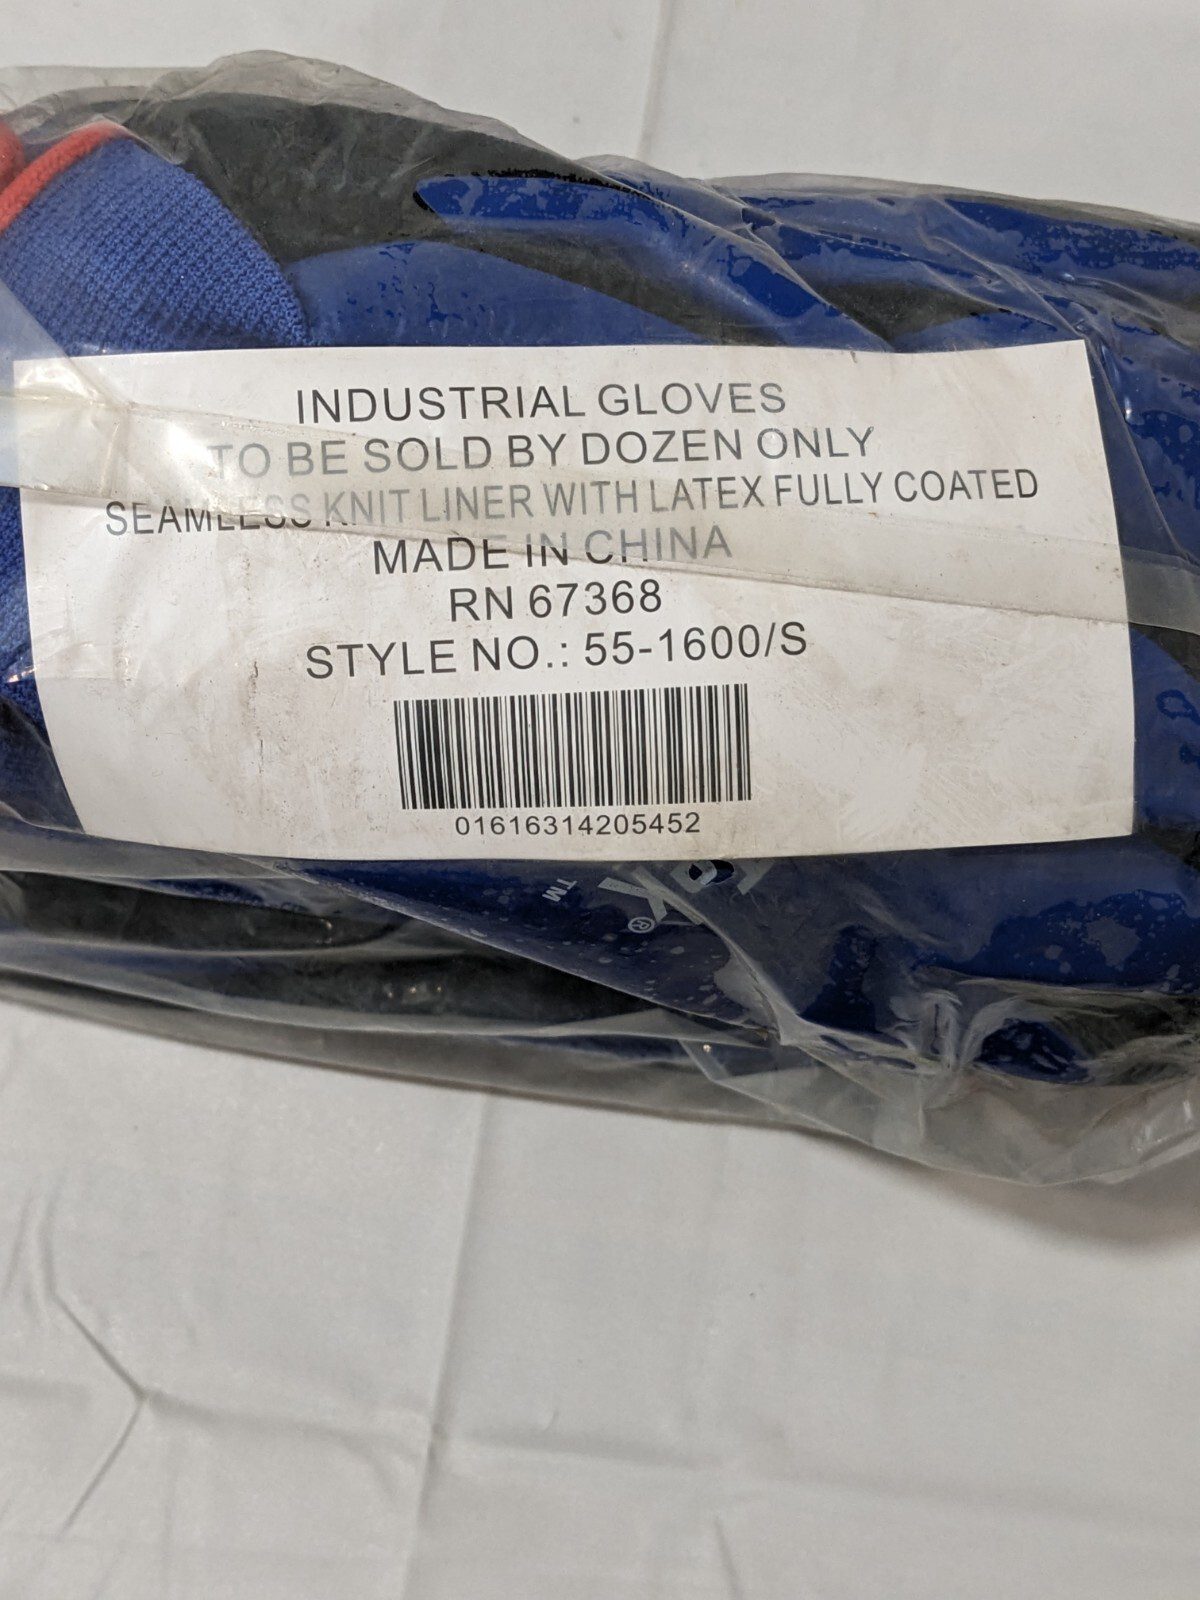 INDUSTRIAL GLOVES
TO BE SOLD BY DOZEN ONLY
SEAMLESS KNIT LINER WITH LATEX FULLY COATED
MADE IN CHINA
RN 67368
STYLE NO.: 55-1600/S
01616314205452
TM
®